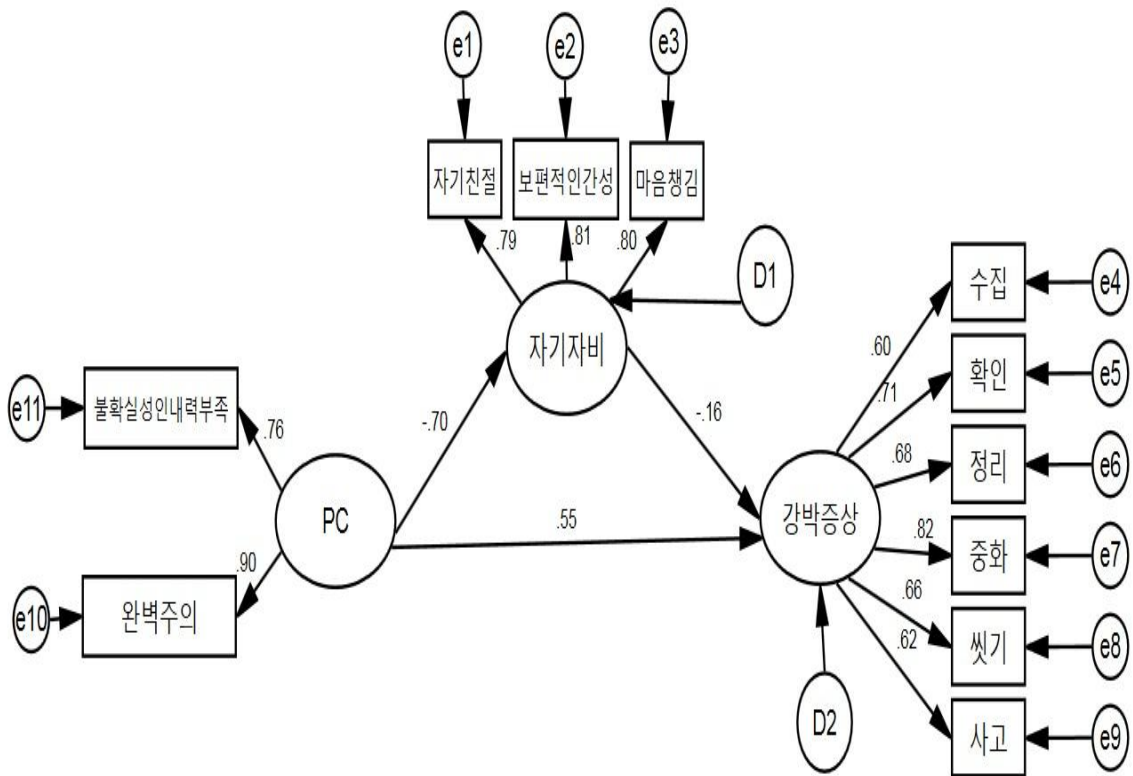 e1
e2
e3
자기친절
보편적인간성
마음챙김
.79
.81
.80
D1
자기자비
수집
e4
.60
확인
e5
.71
정리
e6
.68
중화
e7
.82
씻기
e8
.66
사고
e9
.62
e11
불확실성인내력부족
.76
-.70
-.16
PC
.55
강박증상
.90
e10
완벽주의
D2